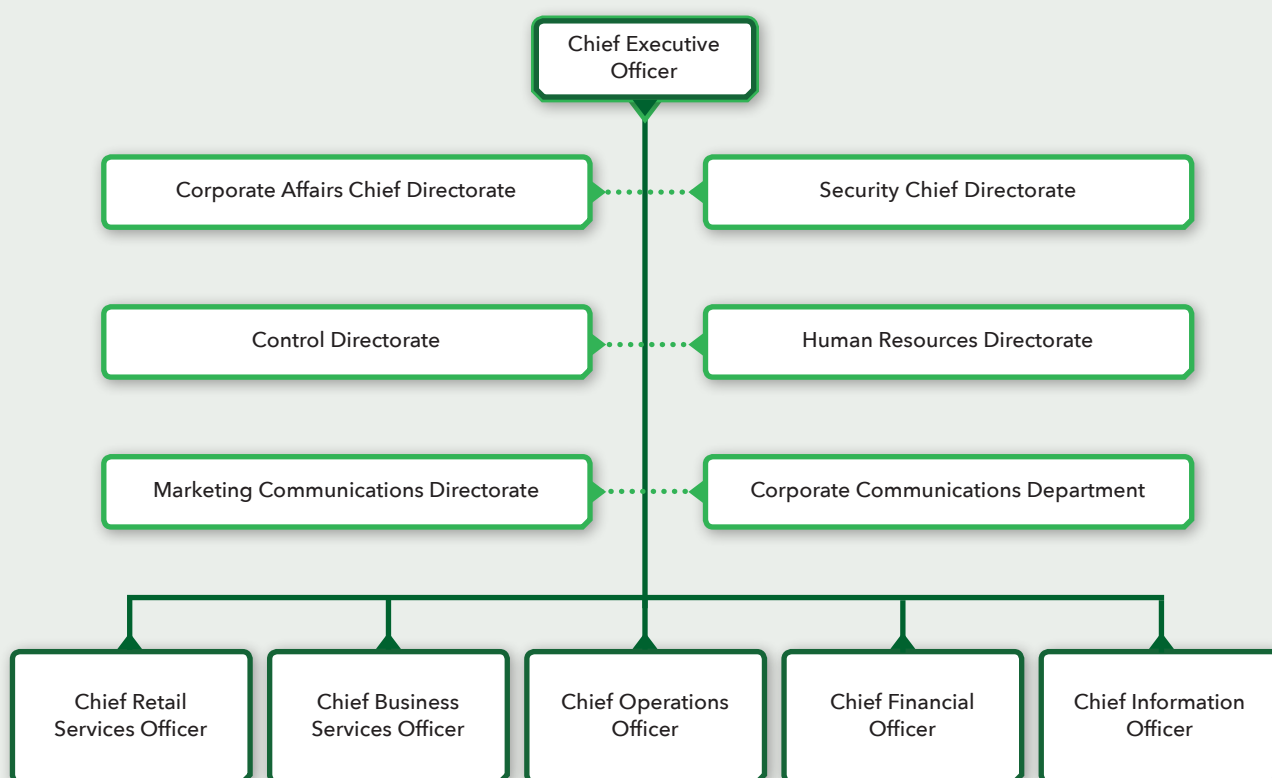 Chief Executive
Officer
Corporate Affairs Chief Directorate
Security Chief Directorate
Control Directorate
Human Resources Directorate
Marketing Communications Directorate
Corporate Communications Department
Chief Retail
Services Officer
Chief Business
Services Officer
Chief Operations
Officer
Chief Financial
Officer
Chief Information
Officer